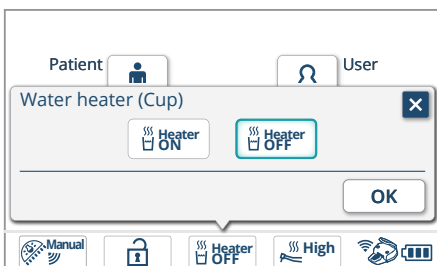 Patient
User
Water heater (Cup)
Heater
ON
Heater
OFF
OK
Manual
Heater
OFF
High